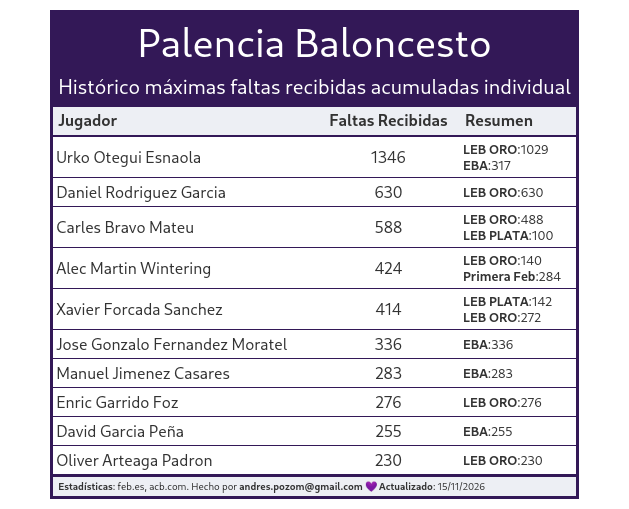 Palencia Baloncesto
Histórico máximas faltas recibidas acumuladas individual
Jugador Faltas Recibidas Resumen
Urko Otegui Esnaola 1346 LEB ORO:1029
EBA:317
Daniel Rodriguez Garcia 630 LEB ORO:630
Carles Bravo Mateu 588 LEB ORO:488
LEB PLATA:100
Alec Martin Wintering 424 LEB ORO:140
Primera Feb:284
Xavier Forcada Sanchez 414 LEB PLATA:142
LEB ORO:272
Jose Gonzalo Fernandez Moratel 336 EBA:336
Manuel Jimenez Casares 283 EBA:283
Enric Garrido Foz 276 LEB ORO:276
David Garcia Peña 255 EBA:255
Oliver Arteaga Padron 230 LEB ORO:230
Estadísticas: feb.es, acb.com. Hecho por andres.pozom@gmail.com 💜 Actualizado: 15/11/2026